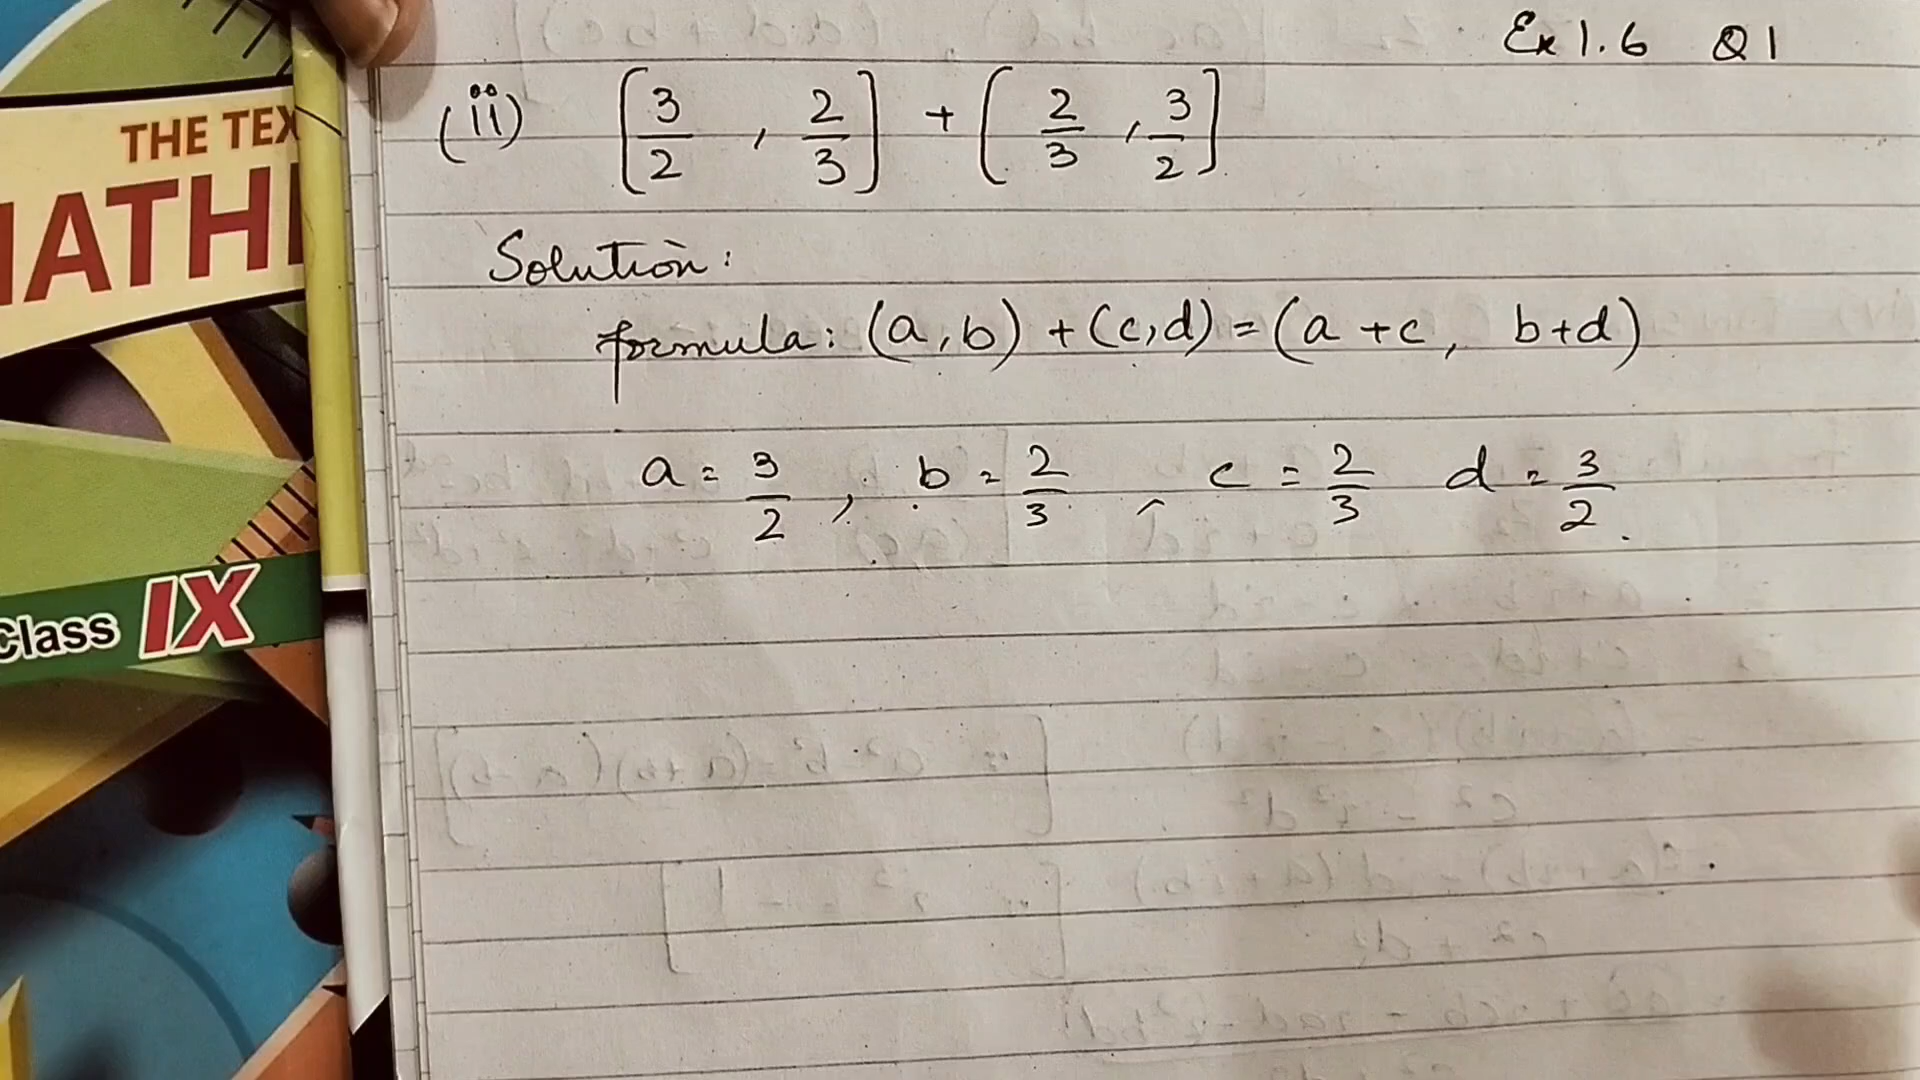 Ex 1.6 Q1
(ii) [3/2 , 2/3] + [2/3 , 3/2]
Solution:
formula: (a,b) + (c,d) = (a+c, b+d)
a = 3/2 , b = 2/3 , c = 2/3 d = 3/2 .
THE TEX
MATHI
Class IX